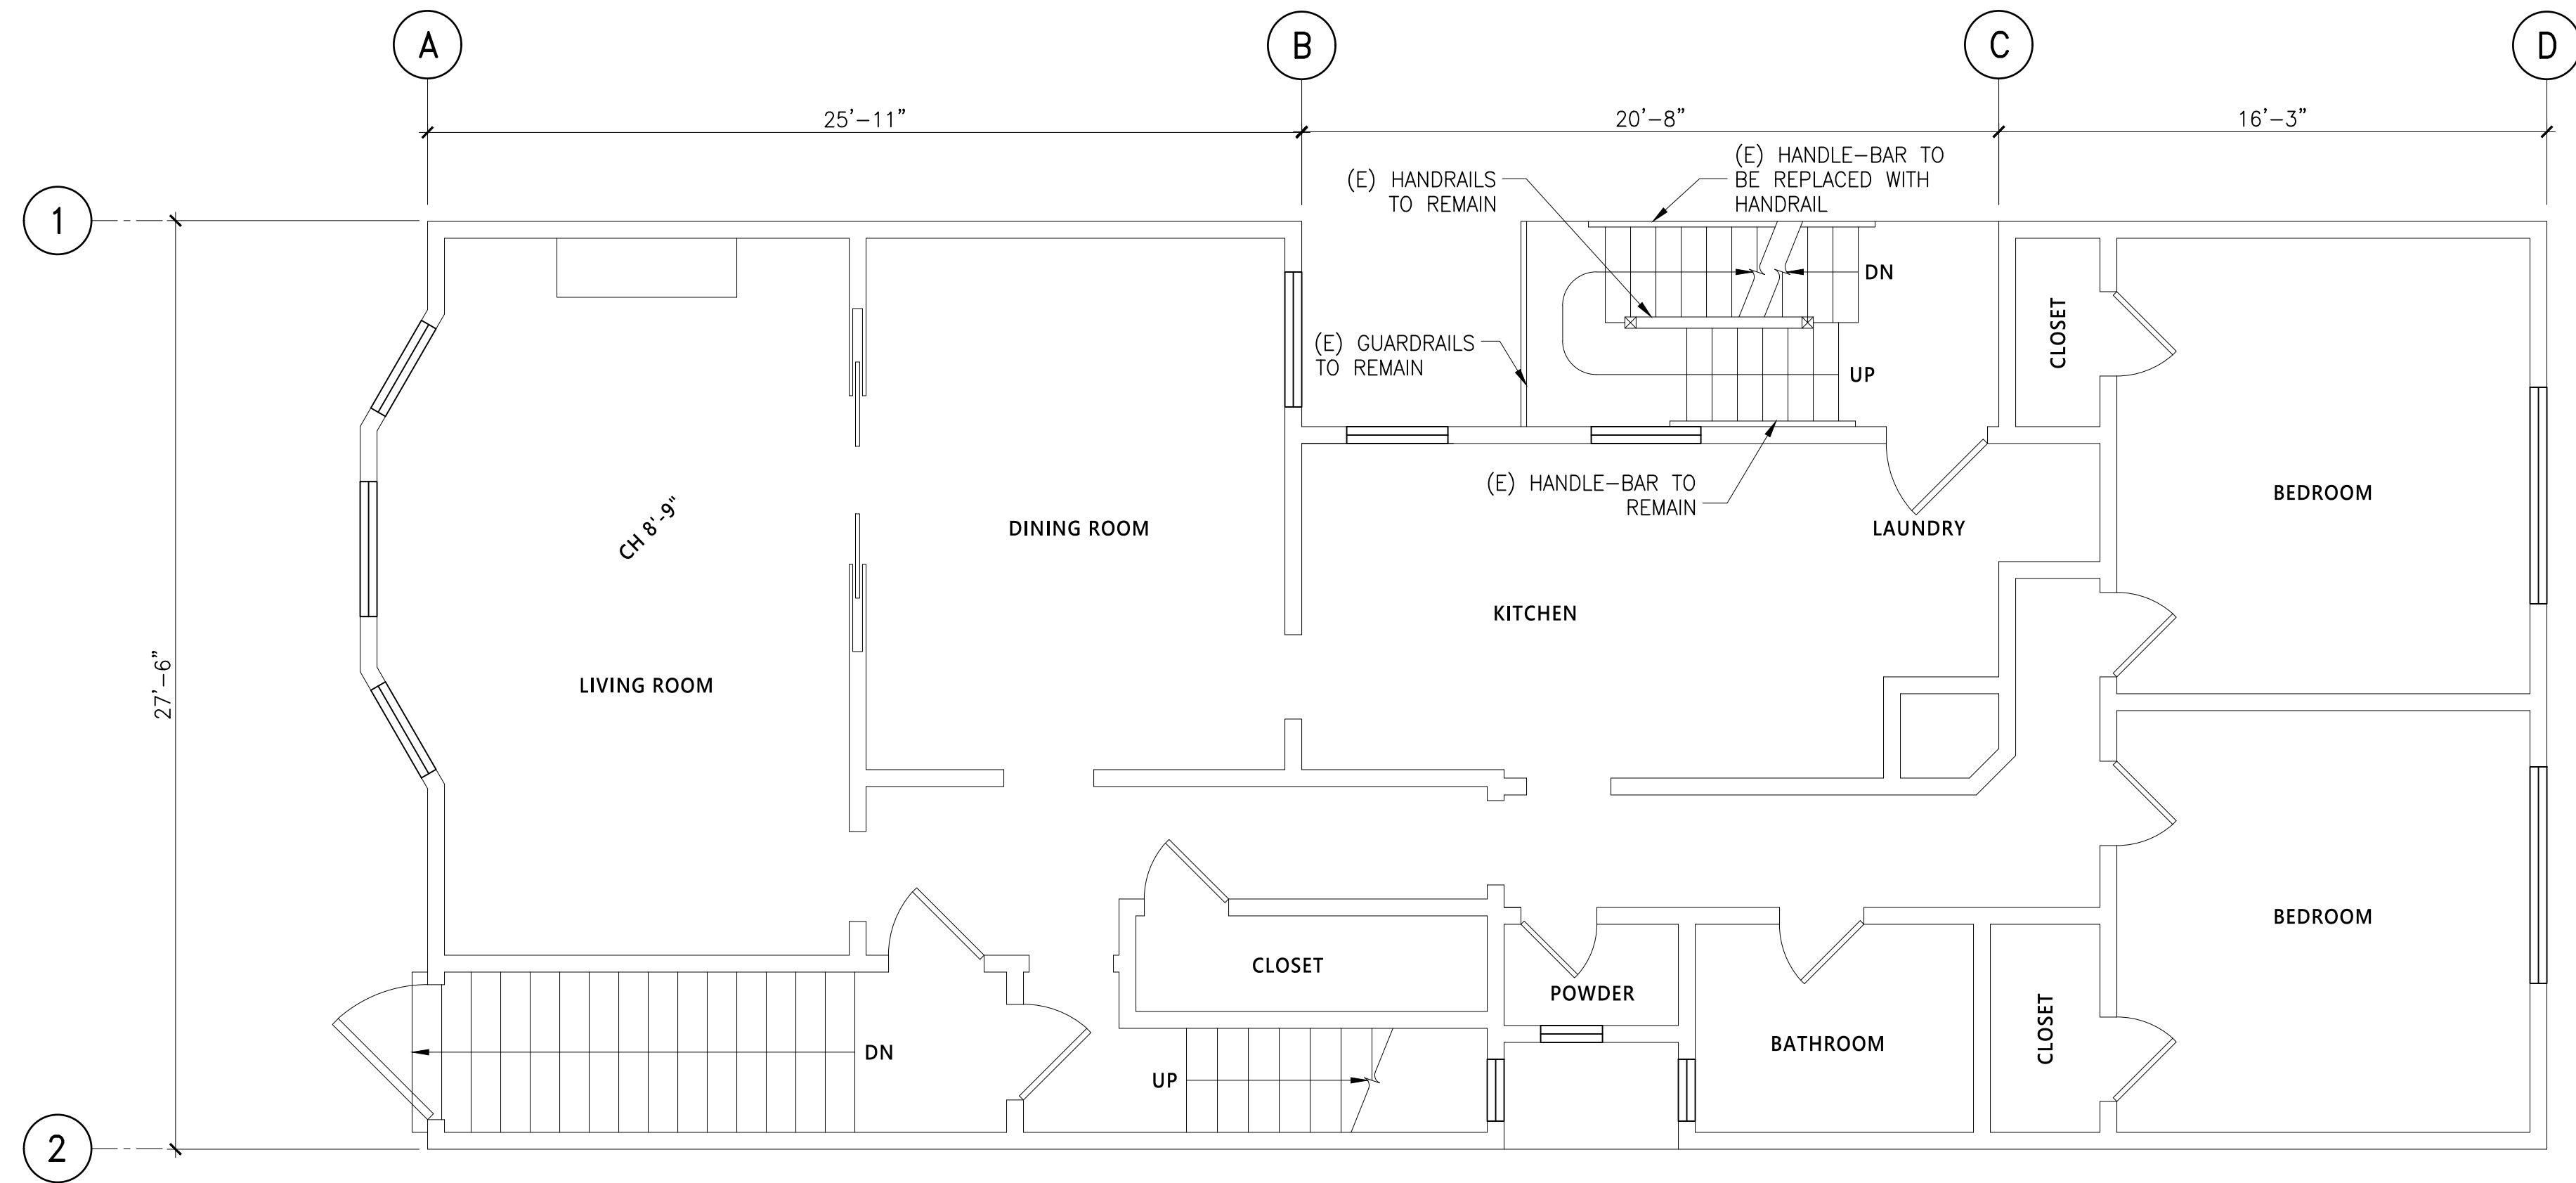 A
B
C
D
25'-11"
20'-8"
16'-3"
1
(E) HANDRAILS
TO REMAIN
(E) HANDLE-BAR TO
BE REPLACED WITH
HANDRAIL
DN
(E) GUARDRAILS
TO REMAIN
UP
CLOSET
(E) HANDLE-BAR TO
REMAIN
BEDROOM
CH 8'-9"
DINING ROOM
LAUNDRY
KITCHEN
27'-6"
LIVING ROOM
BEDROOM
CLOSET
POWDER
BATHROOM
CLOSET
DN
UP
2